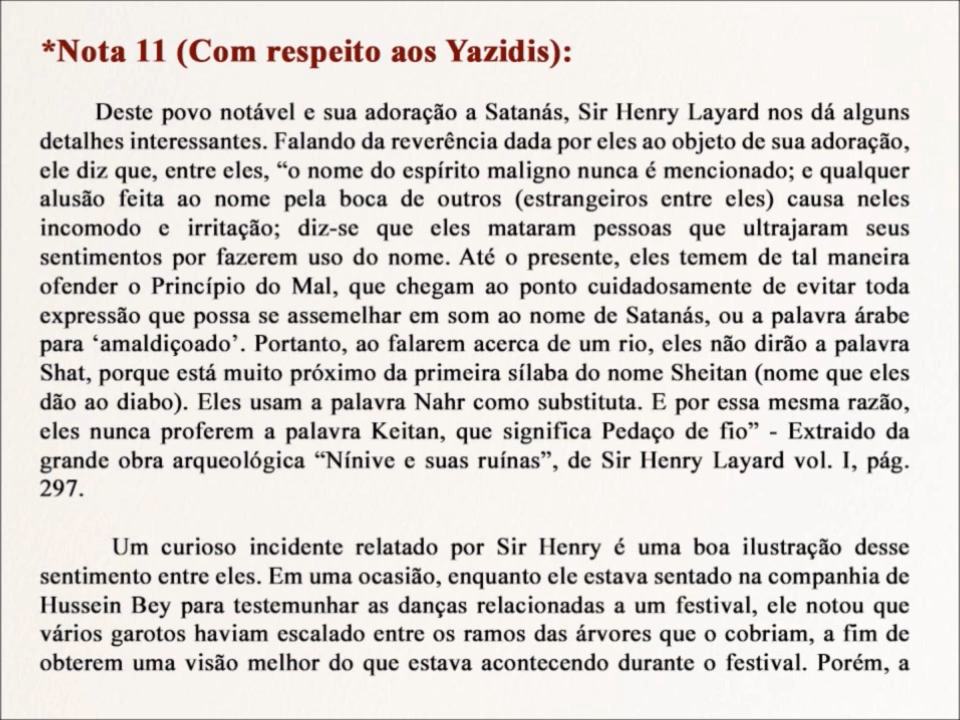 *Nota 11 (Com respeito aos Yazidis):
Deste povo notável e sua adoração a Satanás, Sir Henry Layard nos dá alguns
detalhes interessantes. Falando da reverência dada por eles ao objeto de sua adoração,
ele diz que, entre eles, “o nome do espírito maligno nunca é mencionado; e qualquer
alusão feita ao nome pela boca de outros (estrangeiros entre eles) causa neles
incomodo e irritação; diz-se que eles mataram pessoas que ultrajaram seus
sentimentos por fazerem uso do nome. Até o presente, eles temem de tal maneira
ofender o Princípio do Mal, que chegam ao ponto cuidadosamente de evitar toda
expressão que possa se assemelhar em som ao nome de Satanás, ou a palavra árabe
para ‘amaldiçoado’. Portanto, ao falarem acerca de um rio, eles não dirão a palavra
Shat, porque está muito próximo da primeira sílaba do nome Sheitan (nome que eles
dão ao diabo). Eles usam a palavra Nahr como substituta. E por essa mesma razão,
eles nunca proferem a palavra Keitan, que significa Pedaço de fio” - Extraido da
grande obra arqueológica “Nínive e suas ruínas”, de Sir Henry Layard vol. I, pág.
297.
Um curioso incidente relatado por Sir Henry é uma boa ilustração desse
sentimento entre eles. Em uma ocasião, enquanto ele estava sentado na companhia de
Hussein Bey para testemunhar as danças relacionadas a um festival, ele notou que
vários garotos haviam escalado entre os ramos das árvores que o cobriam, a fim de
obterem uma visão melhor do que estava acontecendo durante o festival. Porém, a